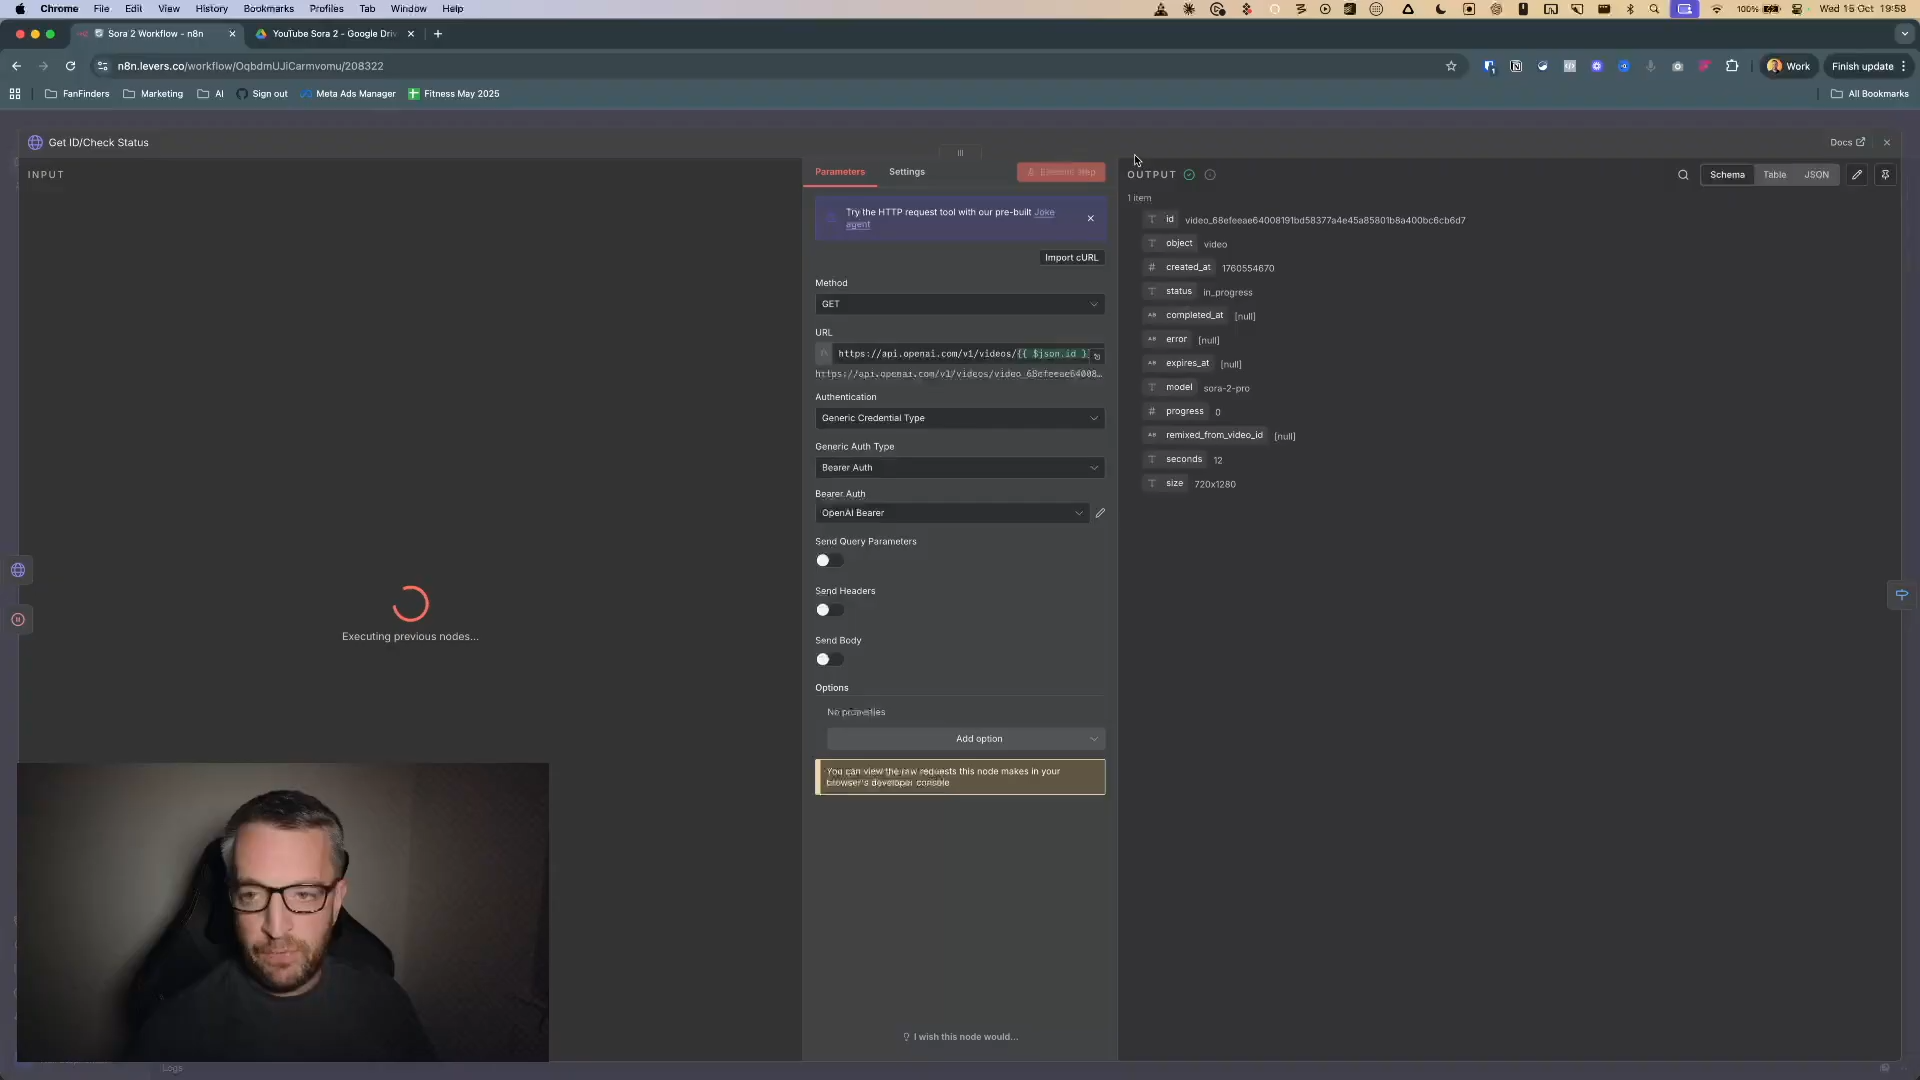 Chrome File Edit View History Bookmarks Profiles Tab Window Help 100% Wed 15 Oct 19:58
Sora 2 Workflow - n8n YouTube Sora 2 - Google Driv
n8n.levers.co/workflow/OqbdmUJlCarmvomu/208322 Work Finish update
FanFinders Marketing AI Sign out Meta Ads Manager Fitness May 2025 All Bookmarks
Get ID/Check Status Docs
INPUT
Executing previous nodes...
Parameters Settings
Try the HTTP request tool with our pre-built Joke
agent
Import cURL
Method
GET
URL
https://api.openai.com/v1/videos/{{ $json.id }
https://api.openai.com/v1/videos/video_68efeeae64008...
Authentication
Generic Credential Type
Generic Auth Type
Bearer Auth
Bearer Auth
OpenAI Bearer
Send Query Parameters
Send Headers
Send Body
Options
No properties
Add option
You can view the raw requests this node makes in your
browser's developer console
I wish this node would...
OUTPUT Schema Table JSON
1 item
id video_68efeeae64008191bd58377a4e45a85801b8a400bc6cb6d7
object video
created_at 1760554670
status in_progress
completed_at [null]
error [null]
expires_at [null]
model sora-2-pro
progress 0
remixed_from_video_id [null]
seconds 12
size 720x1280
Logs